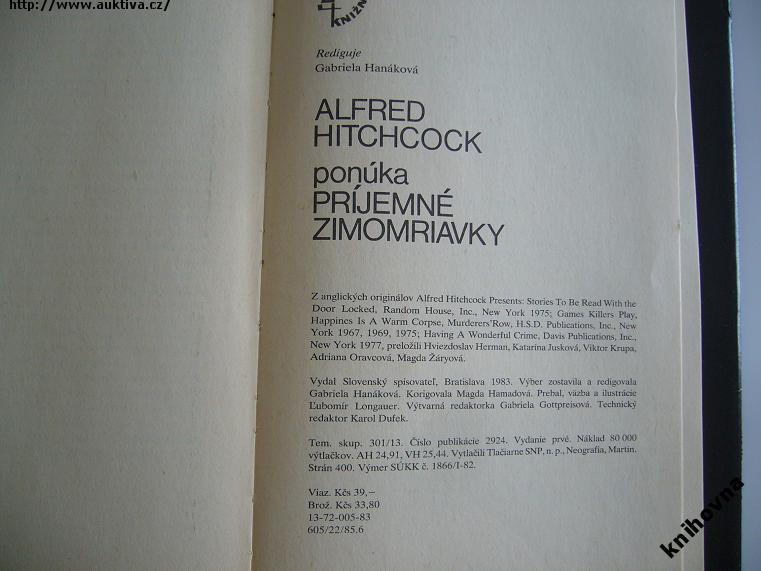 http://www.auktiva.cz/
Rediguje
Gabriela Hanáková
ALFRED
HITCHCOCK
ponúka
PRÍJEMNÉ
ZIMOMRIAVKY
Z anglických originálov Alfred Hitchcock Presents: Stories To Be Read With the
Door Locked, Random House, Inc., New York 1975; Games Killers Play,
Happines Is A Warm Corpse, Murderers'Row, H.S.D. Publications, Inc., New
York 1967, 1969, 1975; Having A Wonderful Crime, Davis Publications, Inc.,
New York 1977, preložili Hviezdoslav Herman, Katarína Jusková, Viktor Krupa,
Adriana Oravcová, Magda Žáryová.
Vydal Slovenský spisovateľ, Bratislava 1983. Výber zostavila a redigovala
Gabriela Hanáková. Korigovala Magda Hamadová. Prebal, väzba a ilustrácie
Ľubomír Longauer. Výtvarná redaktorka Gabriela Gottpreisová. Technický
redaktor Karol Dufek.
Tem. skup. 301/13. Číslo publikácie 2924. Vydanie prvé. Náklad 80 000
výtlačkov. AH 24,91, VH 25,44. Vytlačili Tlačiarne SNP, n. p., Neografia, Martin.
Strán 400. Výmer SÚKK č. 1866/I-82.
Viaz. Kčs 39,–
Brož. Kčs 33,80
13-72-005-83
605/22/85.6
knihovna